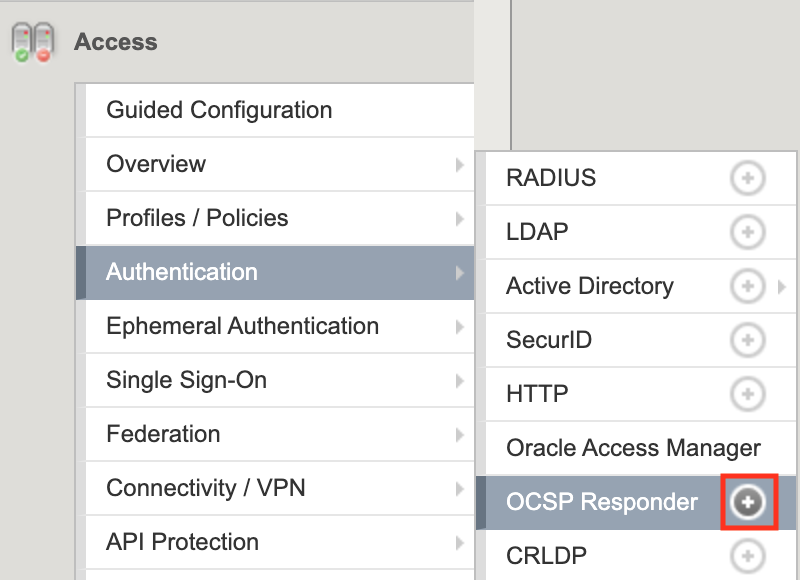 Access
Guided Configuration
Overview
Profiles / Policies
Authentication
Ephemeral Authentication
Single Sign-On
Federation
Connectivity / VPN
API Protection
RADIUS
LDAP
Active Directory
SecurID
HTTP
Oracle Access Manager
OCSP Responder
CRLDP